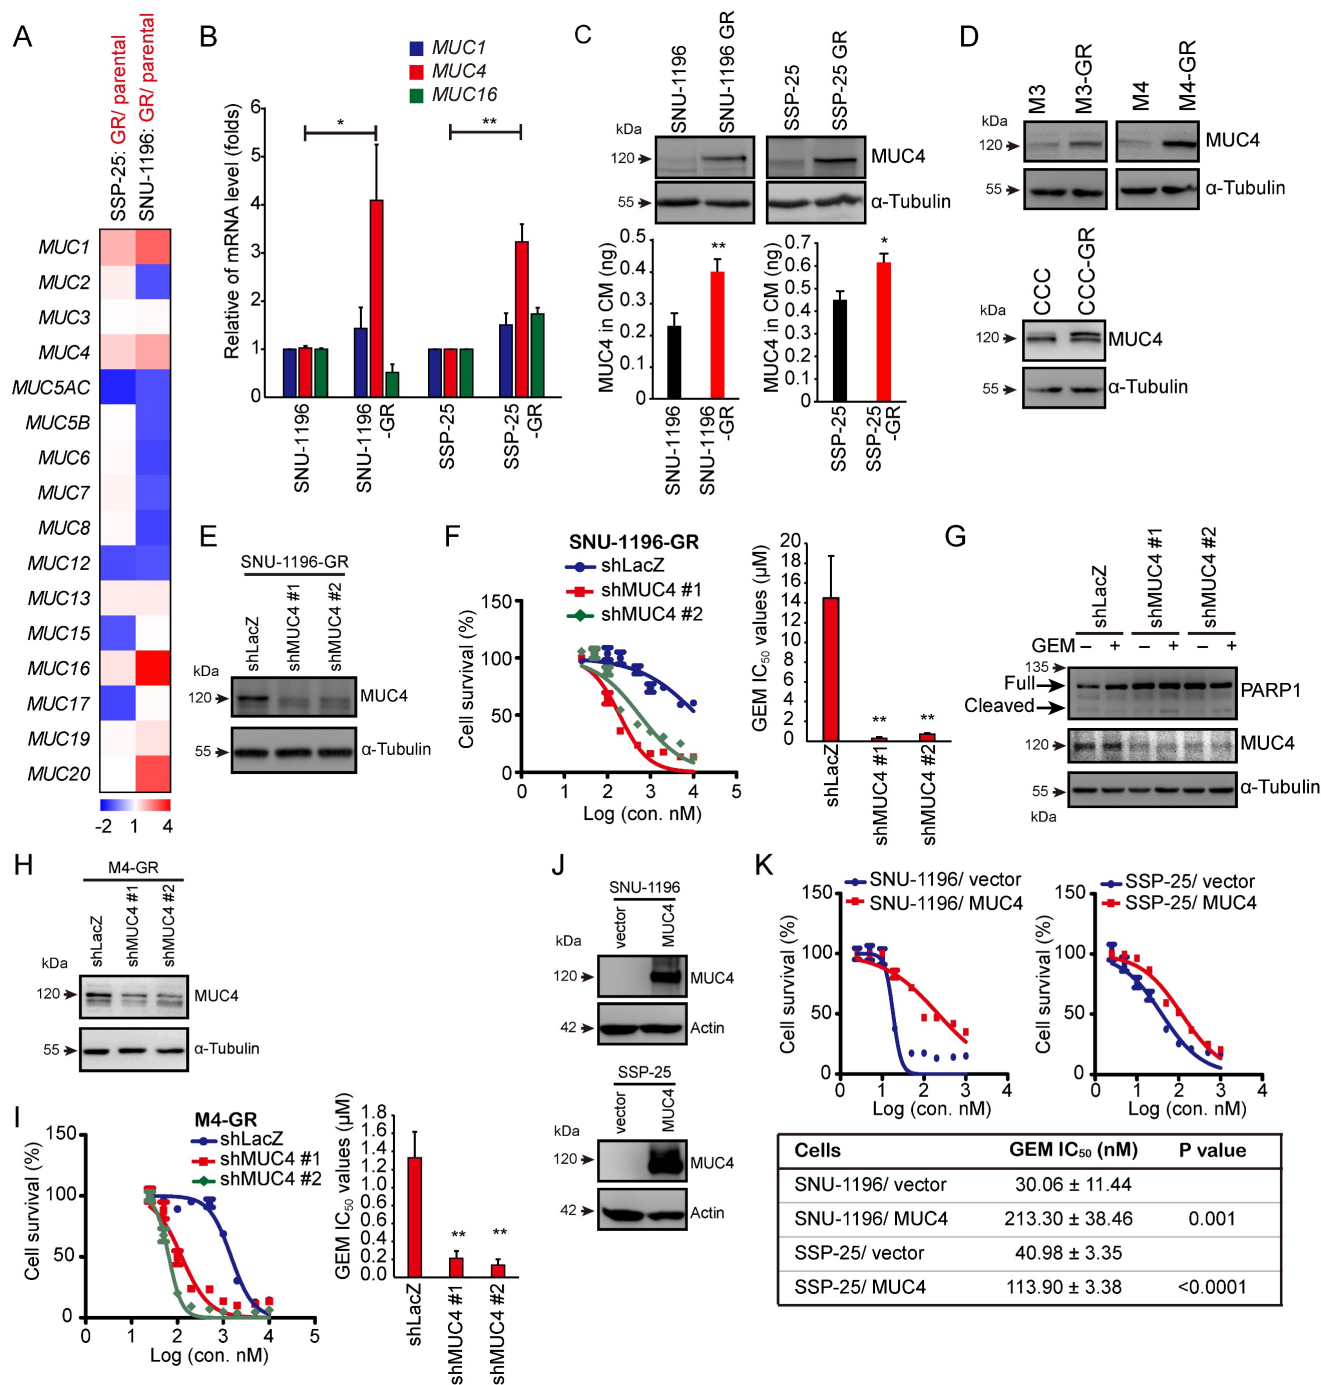 A
SSP-25: GR/ parental
SNU-1196: GR/ parental
MUC1
MUC2
MUC3
MUC4
MUC5AC
MUC5B
MUC6
MUC7
MUC8
MUC12
MUC13
MUC15
MUC16
MUC17
MUC19
MUC20
-2 1 4
B
MUC1
MUC4
MUC16
Relative of mRNA level (folds)
6
5
4
3
2
1
0
*
**
SNU-1196
SNU-1196
-GR
SSP-25
SSP-25
-GR
C
SNU-1196
SNU-1196 GR
SSP-25
SSP-25 GR
kDa
120
MUC4
55
α-Tubulin
MUC4 in CM (ng)
0.5
0.4
0.3
0.2
0.1
0
**
SNU-1196
SNU-1196
-GR
MUC4 in CM (ng)
0.7
0.6
0.5
0.4
0.3
0.2
0.1
0
*
SSP-25
SSP-25
-GR
D
M3
M3-GR
M4
M4-GR
kDa
120
MUC4
55
α-Tubulin
CCC
CCC-GR
kDa
120
MUC4
55
α-Tubulin
E
SNU-1196-GR
shLacZ
shMUC4 #1
shMUC4 #2
kDa
120
MUC4
55
α-Tubulin
F
SNU-1196-GR
shLacZ
shMUC4 #1
shMUC4 #2
Cell survival (%)
150
100
50
0
0 1 2 3 4 5
Log (con. nM)
GEM IC50 values (μM)
20
18
16
14
12
10
8
6
4
2
0
** **
shLacZ
shMUC4 #1
shMUC4 #2
G
shLacZ
shMUC4 #1
shMUC4 #2
GEM − + − + − +
135
Full
Cleaved
PARP1
120
MUC4
55
α-Tubulin
kDa
H
M4-GR
shLacZ
shMUC4 #1
shMUC4 #2
kDa
120
MUC4
55
α-Tubulin
I
M4-GR
shLacZ
shMUC4 #1
shMUC4 #2
Cell survival (%)
150
100
50
0
0 1 2 3 4 5
Log (con. nM)
GEM IC50 values (μM)
1.8
1.6
1.4
1.2
1.0
0.8
0.6
0.4
0.2
0.0
** **
shLacZ
shMUC4 #1
shMUC4 #2
J
SNU-1196
vector
MUC4
kDa
120
MUC4
42
Actin
SSP-25
vector
MUC4
kDa
120
MUC4
42
Actin
K
SNU-1196/ vector
SNU-1196/ MUC4
Cell survival (%)
150
100
50
0
0 1 2 3 4
Log (con. nM)
SSP-25/ vector
SSP-25/ MUC4
Cell survival (%)
150
100
50
0
0 1 2 3 4
Log (con. nM)
Cells GEM IC50 (nM) P value
SNU-1196/ vector 30.06 ± 11.44
SNU-1196/ MUC4 213.30 ± 38.46 0.001
SSP-25/ vector 40.98 ± 3.35
SSP-25/ MUC4 113.90 ± 3.38 <0.0001